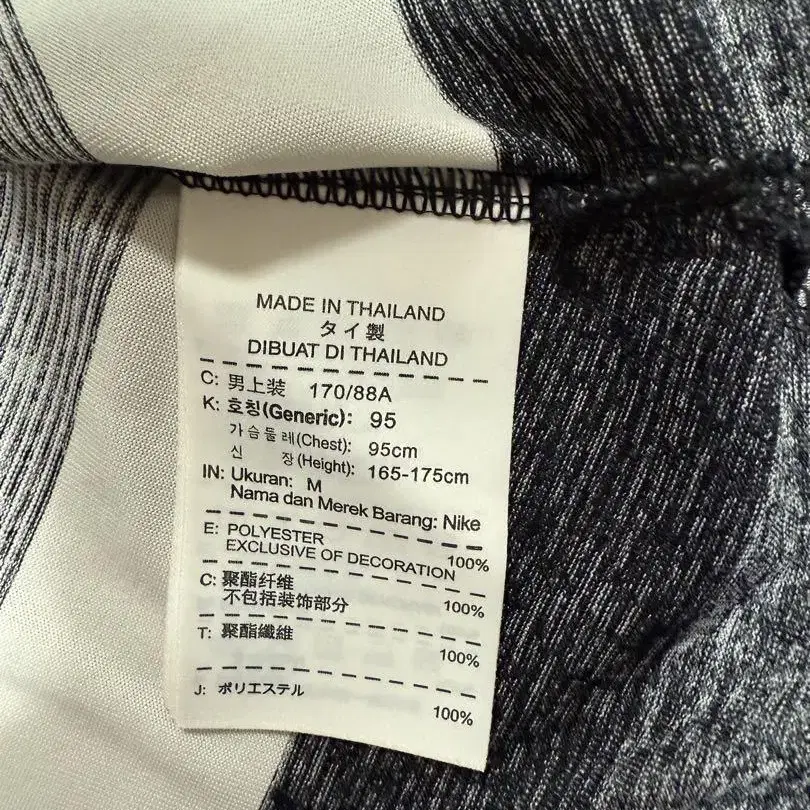 MADE IN THAILAND
タイ製
DIBUAT DI THAILAND
C: 男上装 170/88A
K: 호칭(Generic): 95
가슴둘레(Chest): 95cm
신 장(Height): 165-175cm
IN: Ukuran: M
Nama dan Merek Barang: Nike
E: POLYESTER 100%
EXCLUSIVE OF DECORATION
C: 聚酯纤维 100%
不包括装饰部分
T: 聚酯纖維 100%
J: ポリエステル 100%